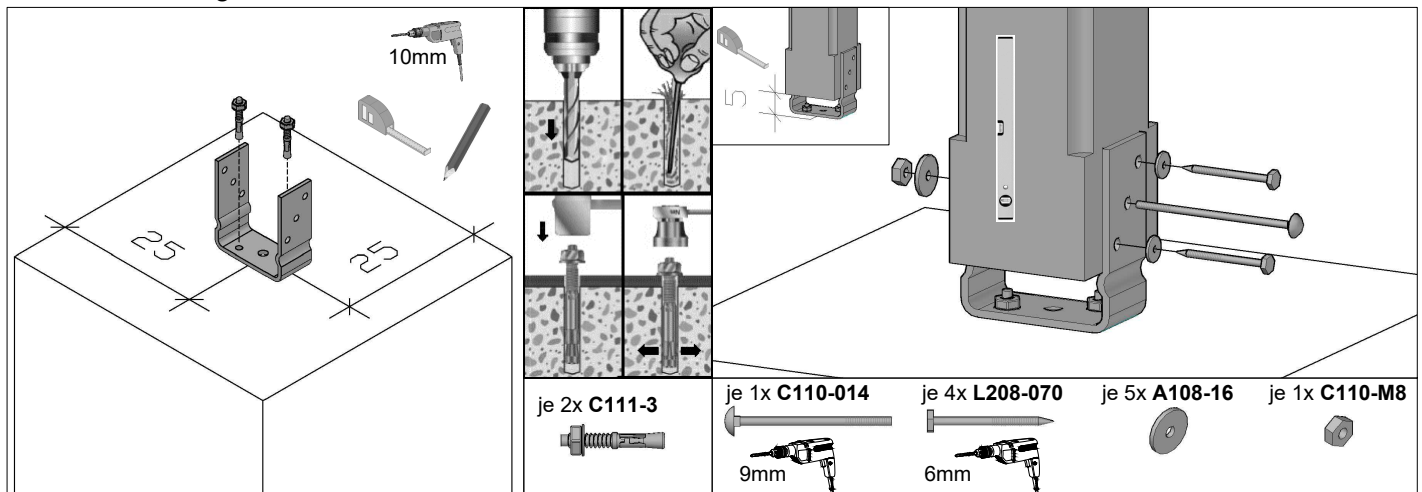 10mm
25
25
5
je 2x C111-3
je 1x C110-014
9mm
je 4x L208-070
6mm
je 5x A108-16
je 1x C110-M8